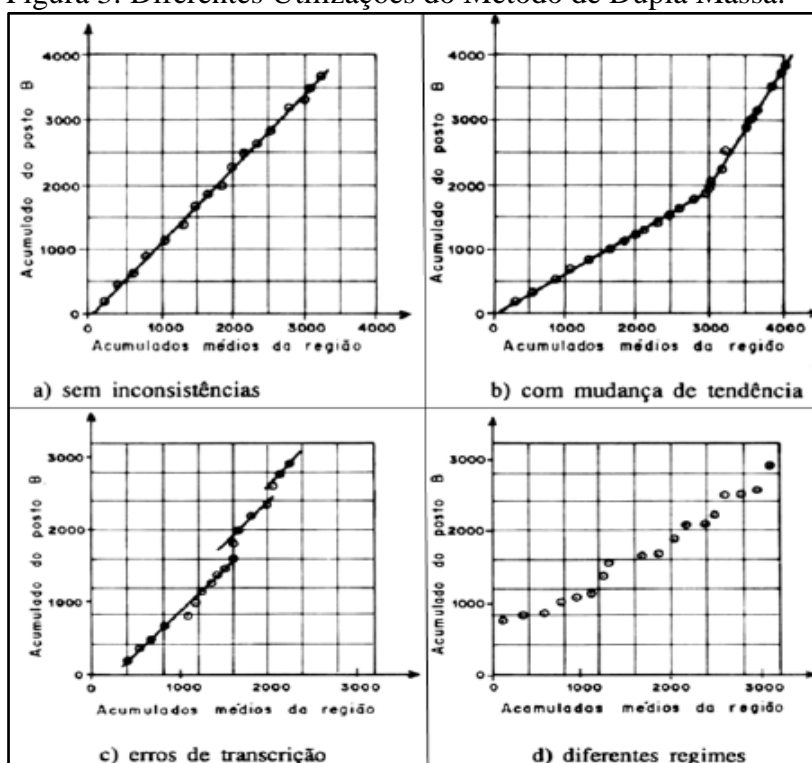 Figura 3: Diferentes Utilizações do Método de Dupla Massa.
Acumulado do posto B
4000
3000
2000
1000
0
0 1000 2000 3000 4000
Acumulados médios da região
a) sem inconsistências
Acumulado do posto B
4000
3000
2000
1000
0
0 1000 2000 3000 4000
Acumulados médios da região
b) com mudança de tendência
Acumulado do posto B
3000
2000
1000
0
0 1000 2000 3000
Acumulados médios da região
c) erros de transcrição
Acumulado do posto B
3000
2000
1000
0
0 1000 2000 3000
Acumulados médios da região
d) diferentes regimes